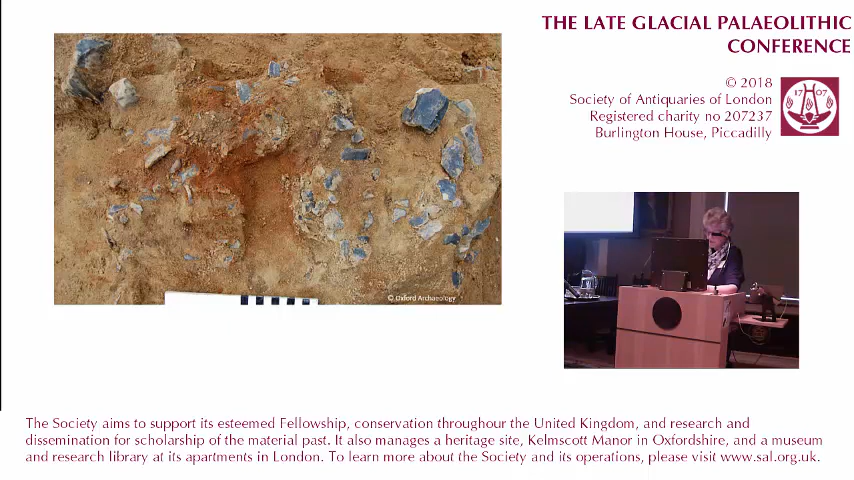 THE LATE GLACIAL PALAEOLITHIC
CONFERENCE
© 2018
Society of Antiquaries of London
Registered charity no 207237
Burlington House, Piccadilly
17 07
© Oxford Archaeology
The Society aims to support its esteemed Fellowship, conservation throughour the United Kingdom, and research and
dissemination for scholarship of the material past. It also manages a heritage site, Kelmscott Manor in Oxfordshire, and a museum
and research library at its apartments in London. To learn more about the Society and its operations, please visit www.sal.org.uk.